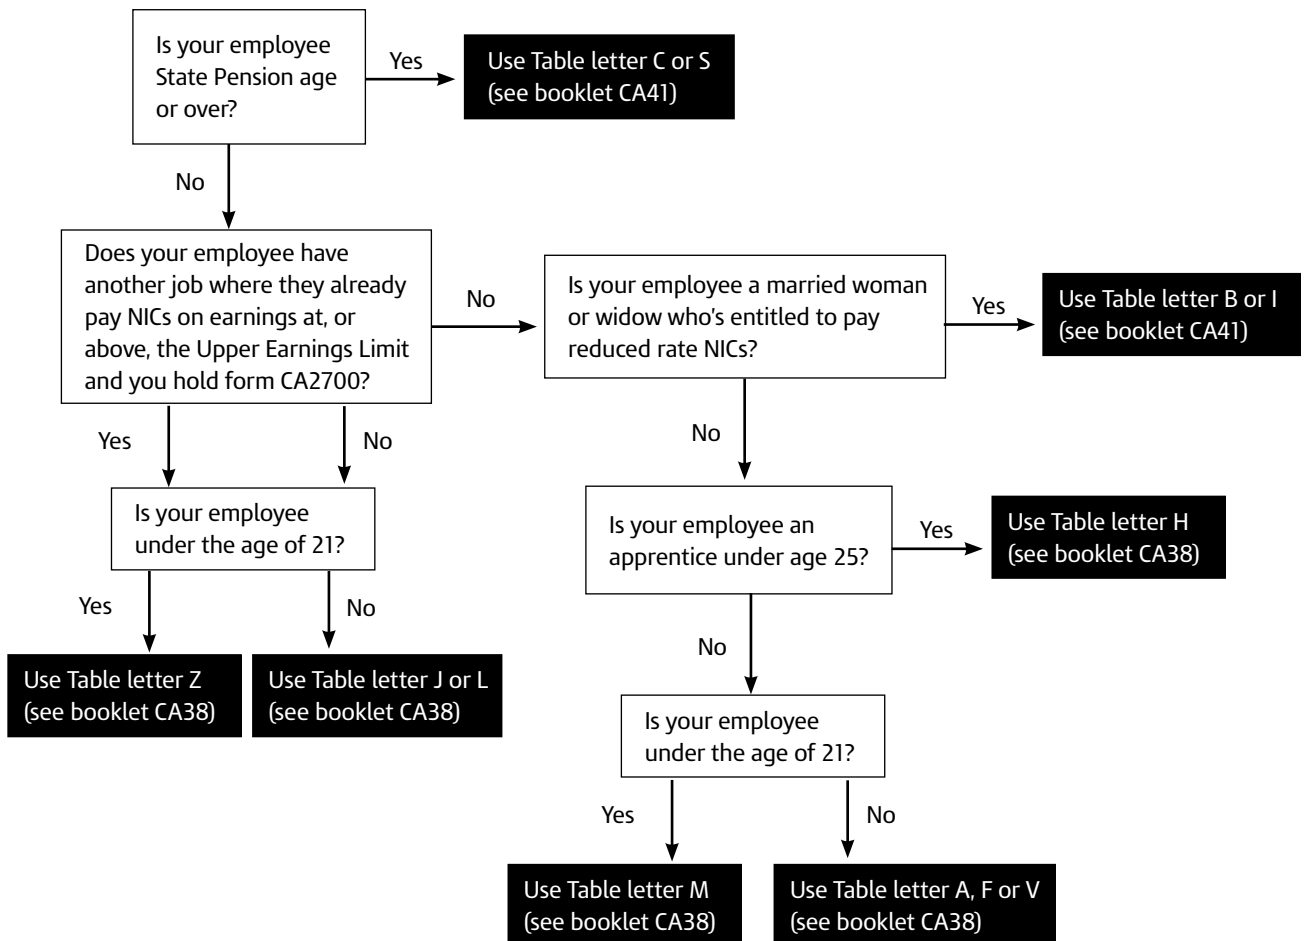 Is your employee
State Pension age
or over?
Yes
Use Table letter C or S
(see booklet CA41)
No
Does your employee have
another job where they already
pay NICs on earnings at, or
above, the Upper Earnings Limit
and you hold form CA2700?
No
Is your employee a married woman
or widow who's entitled to pay
reduced rate NICs?
Yes
Use Table letter B or I
(see booklet CA41)
Yes
No
No
Is your employee
under the age of 21?
Is your employee an
apprentice under age 25?
Yes
Use Table letter H
(see booklet CA38)
Yes
No
No
Use Table letter Z
(see booklet CA38)
Use Table letter J or L
(see booklet CA38)
Is your employee
under the age of 21?
Yes
No
Use Table letter M
(see booklet CA38)
Use Table letter A, F or V
(see booklet CA38)